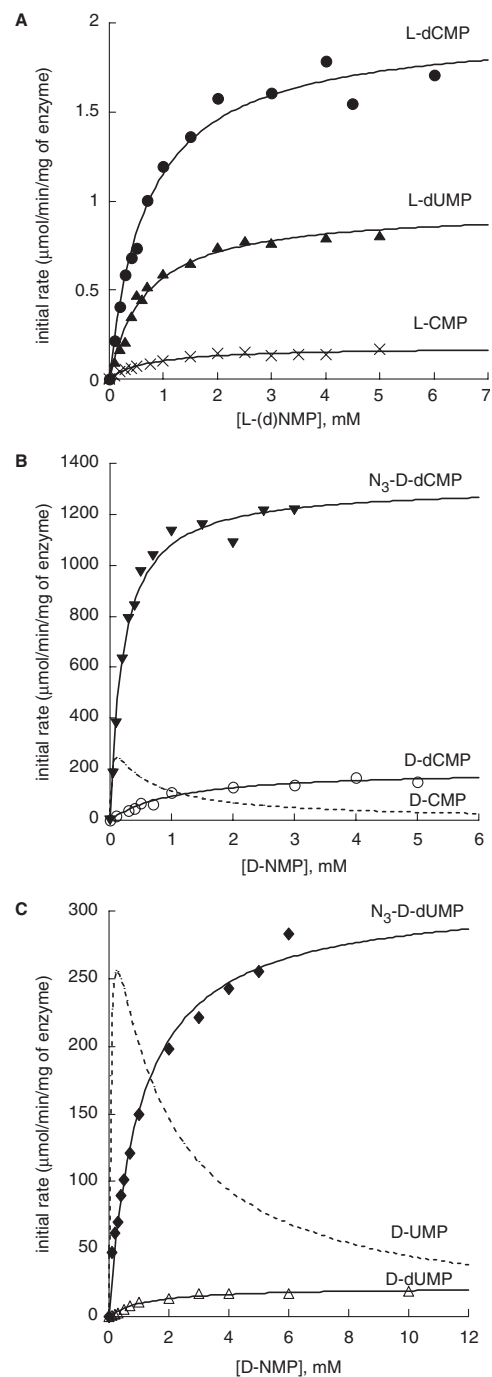 A
L-dCMP
L-dUMP
L-CMP
initial rate (μmol/min/mg of enzyme)
2
1.5
1
0.5
0
0 1 2 3 4 5 6 7
[L-(d)NMP], mM
B
N3-D-dCMP
D-dCMP
D-CMP
initial rate (μmol/min/mg of enzyme)
1400
1200
1000
800
600
400
200
0
0 1 2 3 4 5 6
[D-NMP], mM
C
N3-D-dUMP
D-UMP
D-dUMP
initial rate (μmol/min/mg of enzyme)
300
250
200
150
100
50
0
0 2 4 6 8 10 12
[D-NMP], mM